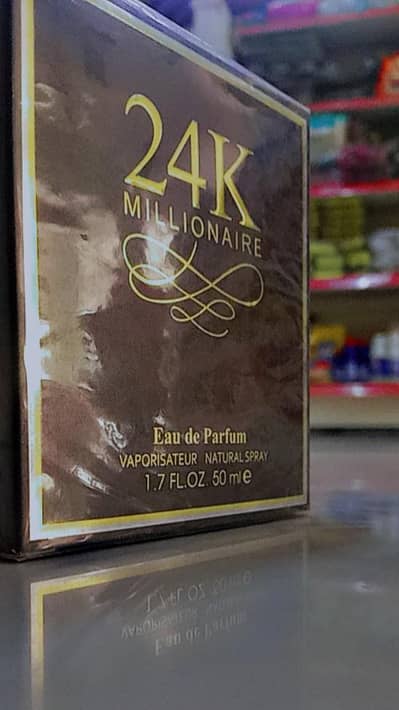 24K
MILLIONAIRE
Eau de Parfum
VAPORISATEUR NATURAL SPRAY
1.7 FL.OZ. 50 ml℮